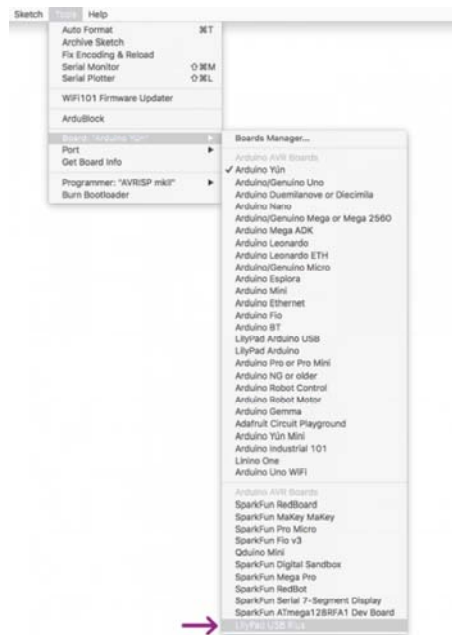 Sketch Tools Help
Auto Format ⌘T
Archive Sketch
Fix Encoding & Reload
Serial Monitor ⇧⌘M
Serial Plotter ⇧⌘L
WiFi101 Firmware Updater
ArduBlock
Board: "Arduino Yún"
Port
Get Board Info
Programmer: "AVRISP mkII"
Burn Bootloader
Boards Manager...
Arduino AVR Boards
✓ Arduino Yún
Arduino/Genuino Uno
Arduino Duemilanove or Diecimila
Arduino Nano
Arduino/Genuino Mega or Mega 2560
Arduino Mega ADK
Arduino Leonardo
Arduino Leonardo ETH
Arduino/Genuino Micro
Arduino Esplora
Arduino Mini
Arduino Ethernet
Arduino Fio
Arduino BT
LilyPad Arduino USB
LilyPad Arduino
Arduino Pro or Pro Mini
Arduino NG or older
Arduino Robot Control
Arduino Robot Motor
Arduino Gemma
Adafruit Circuit Playground
Arduino Yún Mini
Arduino Industrial 101
Linino One
Arduino Uno WiFi
Arduino AVR Boards
SparkFun RedBoard
SparkFun MaKey MaKey
SparkFun Pro Micro
SparkFun Fio v3
Qduino Mini
SparkFun Digital Sandbox
SparkFun Mega Pro
SparkFun RedBot
SparkFun Serial 7-Segment Display
SparkFun ATmega128RFA1 Dev Board
LilyPad USB Plus